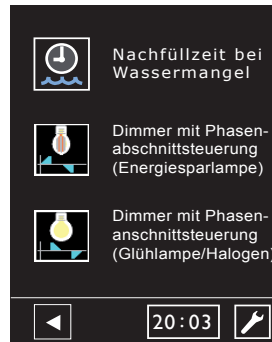 Nachfüllzeit bei
Wassermangel
Dimmer mit Phasen-
abschnittsteuerung
(Energiesparlampe)
Dimmer mit Phasen-
anschnittsteuerung
(Glühlampe/Halogen)
20:03